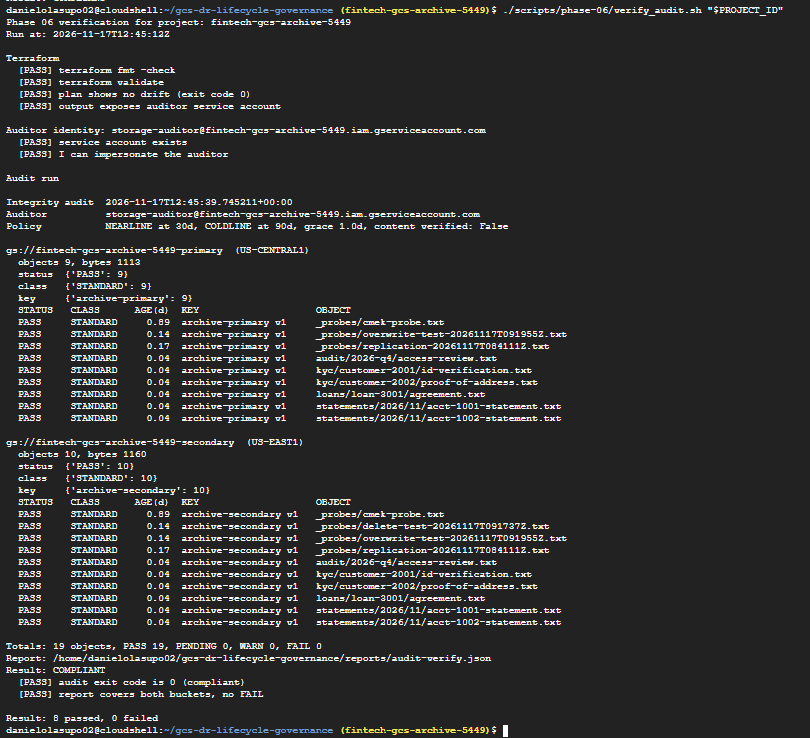 danielolasupo02@cloudshell:~/gcs-dr-lifecycle-governance (fintech-gcs-archive-5449)$ ./scripts/phase-06/verify_audit.sh "$PROJECT_ID"
Phase 06 verification for project: fintech-gcs-archive-5449
Run at: 2026-11-17T12:45:12Z

Terraform
  [PASS] terraform fmt -check
  [PASS] terraform validate
  [PASS] plan shows no drift (exit code 0)
  [PASS] output exposes auditor service account

Auditor identity: storage-auditor@fintech-gcs-archive-5449.iam.gserviceaccount.com
  [PASS] service account exists
  [PASS] I can impersonate the auditor

Audit run

Integrity audit  2026-11-17T12:45:39.745211+00:00
Auditor          storage-auditor@fintech-gcs-archive-5449.iam.gserviceaccount.com
Policy           NEARLINE at 30d, COLDLINE at 90d, grace 1.0d, content verified: False

gs://fintech-gcs-archive-5449-primary  (US-CENTRAL1)
  objects 9, bytes 1113
  status  {'PASS': 9}
  class   {'STANDARD': 9}
  key     {'archive-primary': 9}
  STATUS   CLASS      AGE(d)  KEY                  OBJECT
  PASS     STANDARD     0.89  archive-primary v1   _probes/cmek-probe.txt
  PASS     STANDARD     0.14  archive-primary v1   _probes/overwrite-test-20261117T091955Z.txt
  PASS     STANDARD     0.17  archive-primary v1   _probes/replication-20261117T084111Z.txt
  PASS     STANDARD     0.04  archive-primary v1   audit/2026-q4/access-review.txt
  PASS     STANDARD     0.04  archive-primary v1   kyc/customer-2001/id-verification.txt
  PASS     STANDARD     0.04  archive-primary v1   kyc/customer-2002/proof-of-address.txt
  PASS     STANDARD     0.04  archive-primary v1   loans/loan-3001/agreement.txt
  PASS     STANDARD     0.04  archive-primary v1   statements/2026/11/acct-1001-statement.txt
  PASS     STANDARD     0.04  archive-primary v1   statements/2026/11/acct-1002-statement.txt

gs://fintech-gcs-archive-5449-secondary  (US-EAST1)
  objects 10, bytes 1160
  status  {'PASS': 10}
  class   {'STANDARD': 10}
  key     {'archive-secondary': 10}
  STATUS   CLASS      AGE(d)  KEY                  OBJECT
  PASS     STANDARD     0.89  archive-secondary v1 _probes/cmek-probe.txt
  PASS     STANDARD     0.14  archive-secondary v1 _probes/delete-test-20261117T091737Z.txt
  PASS     STANDARD     0.14  archive-secondary v1 _probes/overwrite-test-20261117T091955Z.txt
  PASS     STANDARD     0.17  archive-secondary v1 _probes/replication-20261117T084111Z.txt
  PASS     STANDARD     0.04  archive-secondary v1 audit/2026-q4/access-review.txt
  PASS     STANDARD     0.04  archive-secondary v1 kyc/customer-2001/id-verification.txt
  PASS     STANDARD     0.04  archive-secondary v1 kyc/customer-2002/proof-of-address.txt
  PASS     STANDARD     0.04  archive-secondary v1 loans/loan-3001/agreement.txt
  PASS     STANDARD     0.04  archive-secondary v1 statements/2026/11/acct-1001-statement.txt
  PASS     STANDARD     0.04  archive-secondary v1 statements/2026/11/acct-1002-statement.txt

Totals: 19 objects, PASS 19, PENDING 0, WARN 0, FAIL 0
Report: /home/danielolasupo02/gcs-dr-lifecycle-governance/reports/audit-verify.json
Result: COMPLIANT
  [PASS] audit exit code is 0 (compliant)
  [PASS] report covers both buckets, no FAIL

Result: 8 passed, 0 failed
danielolasupo02@cloudshell:~/gcs-dr-lifecycle-governance (fintech-gcs-archive-5449)$